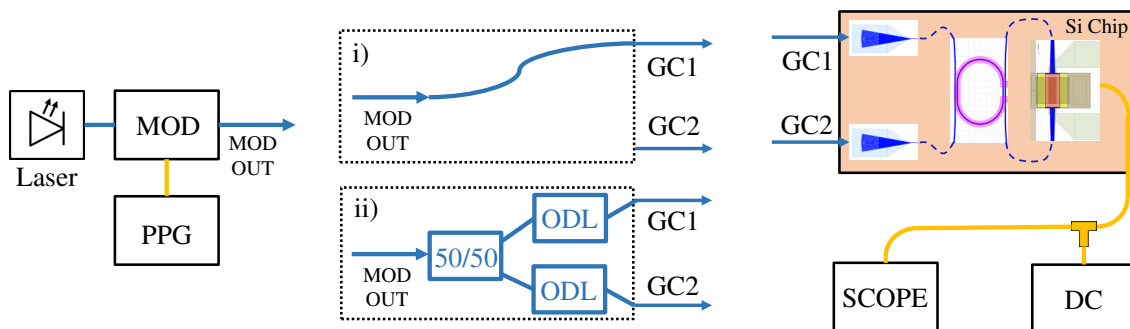 Laser
MOD
MOD
OUT
PPG
i)
MOD
OUT
GC1
GC2
ii)
MOD
OUT
50/50
ODL
ODL
GC1
GC2
GC1
GC2
Si Chip
SCOPE
DC